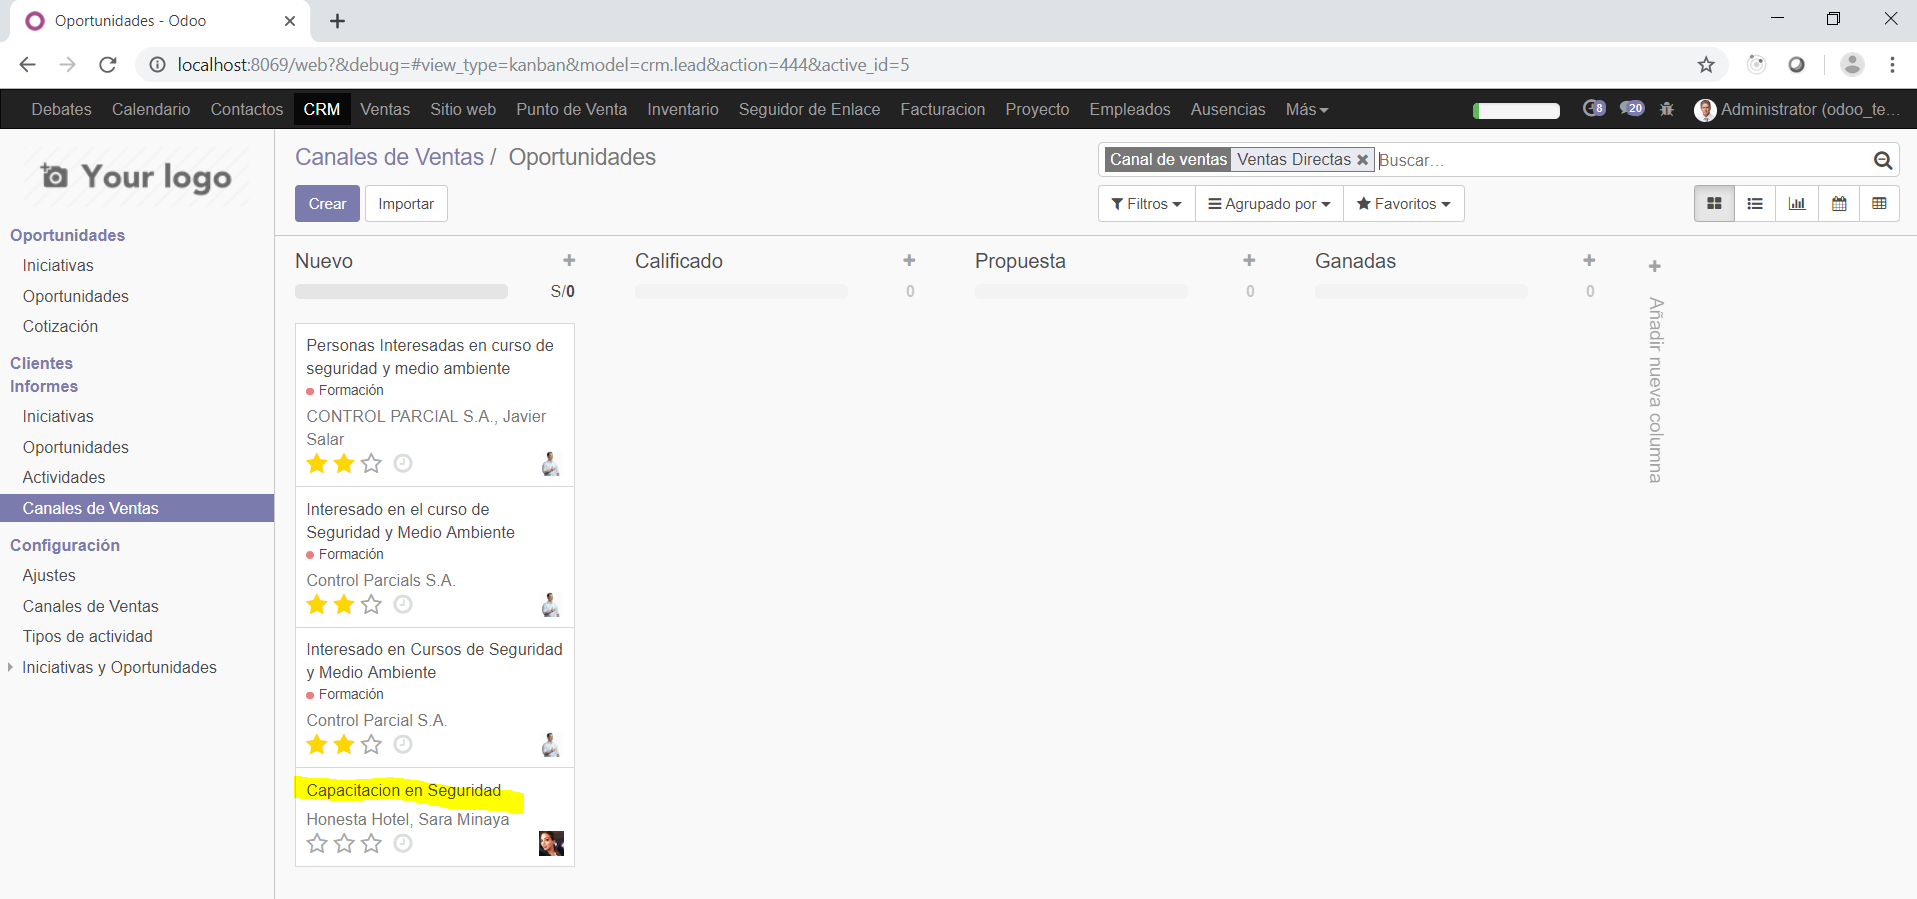 Oportunidades - Odoo
localhost:8069/web?&debug=#view_type=kanban&model=crm.lead&action=444&active_id=5
Debates Calendario Contactos CRM Ventas Sitio web Punto de Venta Inventario Seguidor de Enlace Facturacion Proyecto Empleados Ausencias Más 8 20 Administrator (odoo_te...
Your logo
Oportunidades
Iniciativas
Oportunidades
Cotización
Clientes
Informes
Iniciativas
Oportunidades
Actividades
Canales de Ventas
Configuración
Ajustes
Canales de Ventas
Tipos de actividad
Iniciativas y Oportunidades
Canales de Ventas / Oportunidades
Canal de ventas Ventas Directas Buscar...
Crear Importar
Filtros Agrupado por Favoritos
Nuevo
S/0
Personas Interesadas en curso de
seguridad y medio ambiente
Formación
CONTROL PARCIAL S.A., Javier
Salar
Interesado en el curso de
Seguridad y Medio Ambiente
Formación
Control Parcials S.A.
Interesado en Cursos de Seguridad
y Medio Ambiente
Formación
Control Parcial S.A.
Capacitacion en Seguridad
Honesta Hotel, Sara Minaya
Calificado
0
Propuesta
0
Ganadas
0
Añadir nueva columna